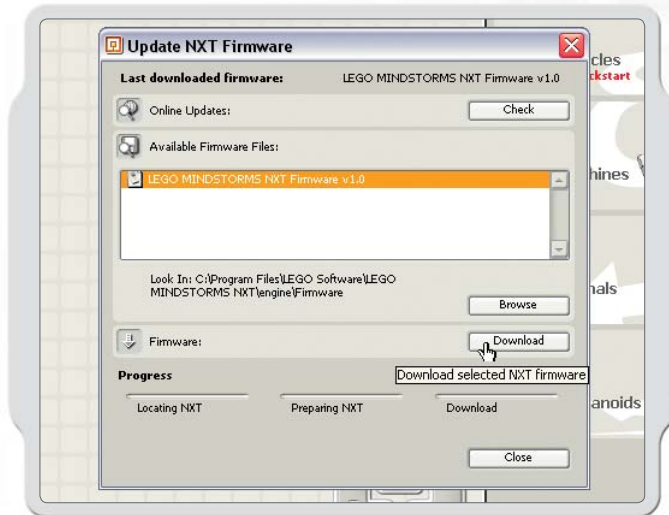 Update NXT Firmware
cles
ckstart
Last downloaded firmware: LEGO MINDSTORMS NXT Firmware v1.0
Online Updates: Check
Available Firmware Files:
LEGO MINDSTORMS NXT Firmware v1.0
hines
Look In: C:\Program Files\LEGO Software\LEGO
MINDSTORMS NXT\engine\Firmware
nals
Browse
Firmware: Download
Download selected NXT firmware
Progress
anoids
Locating NXT Preparing NXT Download
Close